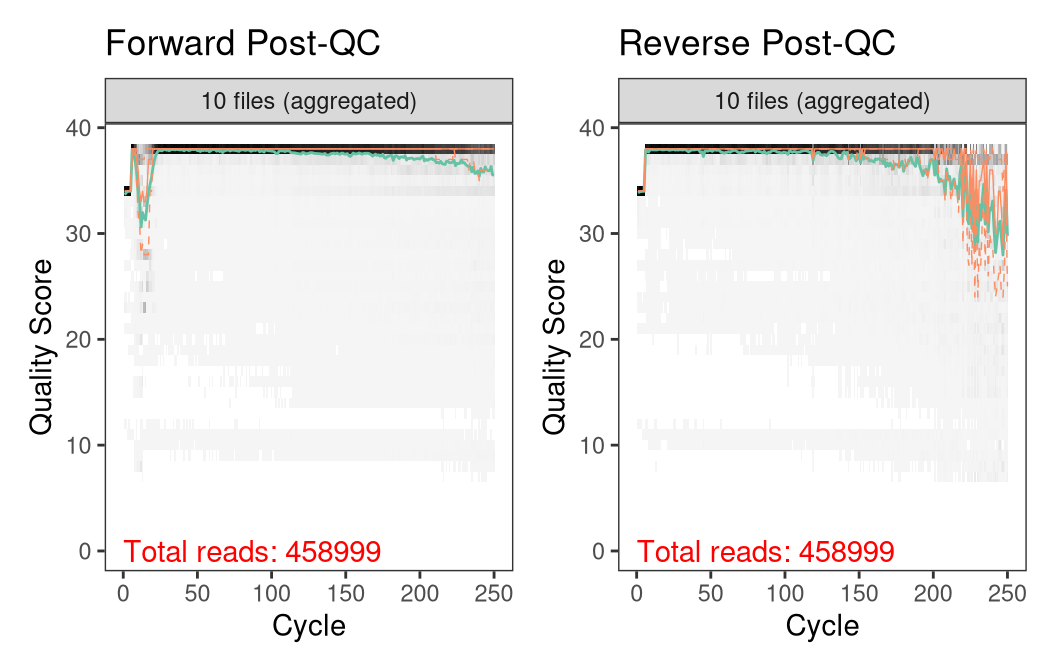 Forward Post-QC
10 files (aggregated)
Quality Score
40
30
20
10
0
Total reads: 458999
0 50 100 150 200 250
Cycle
Reverse Post-QC
10 files (aggregated)
Quality Score
40
30
20
10
0
Total reads: 458999
0 50 100 150 200 250
Cycle